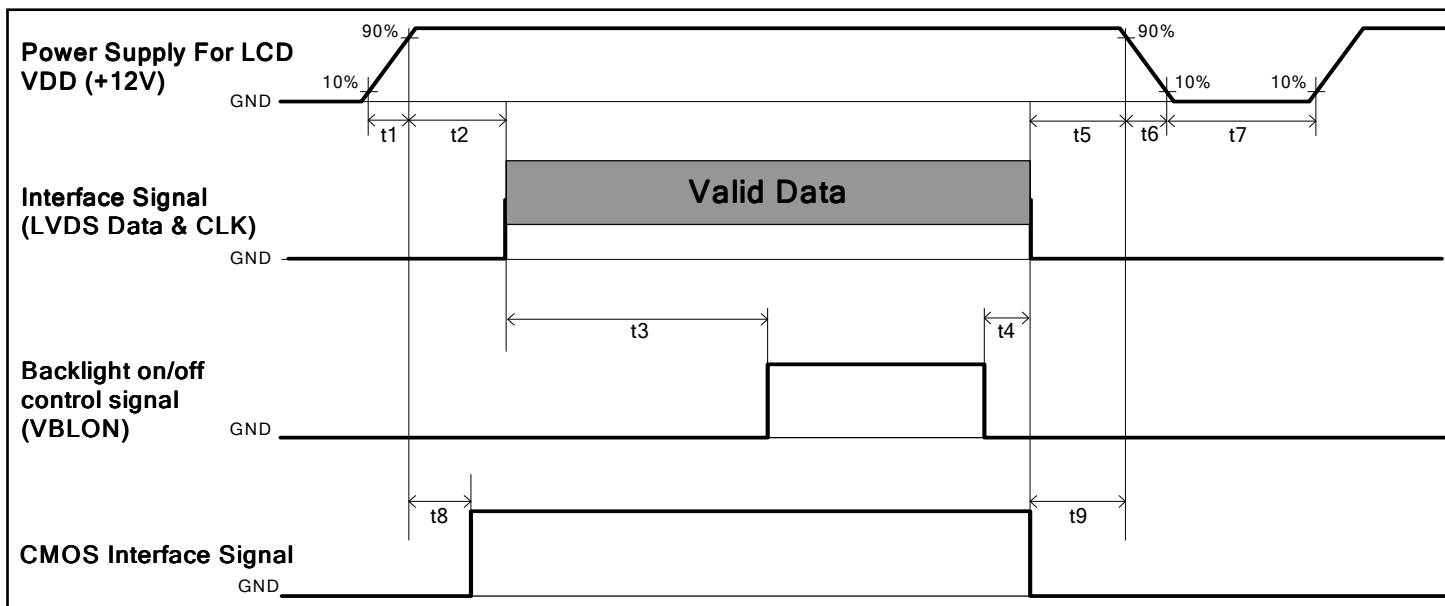 Power Supply For LCD
VDD (+12V)
90%
90%
10%
10%
10%
GND
t1
t2
t5
t6
t7
Valid Data
Interface Signal
(LVDS Data & CLK)
GND
t3
t4
Backlight on/off
control signal
(VBLON)
GND
t8
t9
CMOS Interface Signal
GND